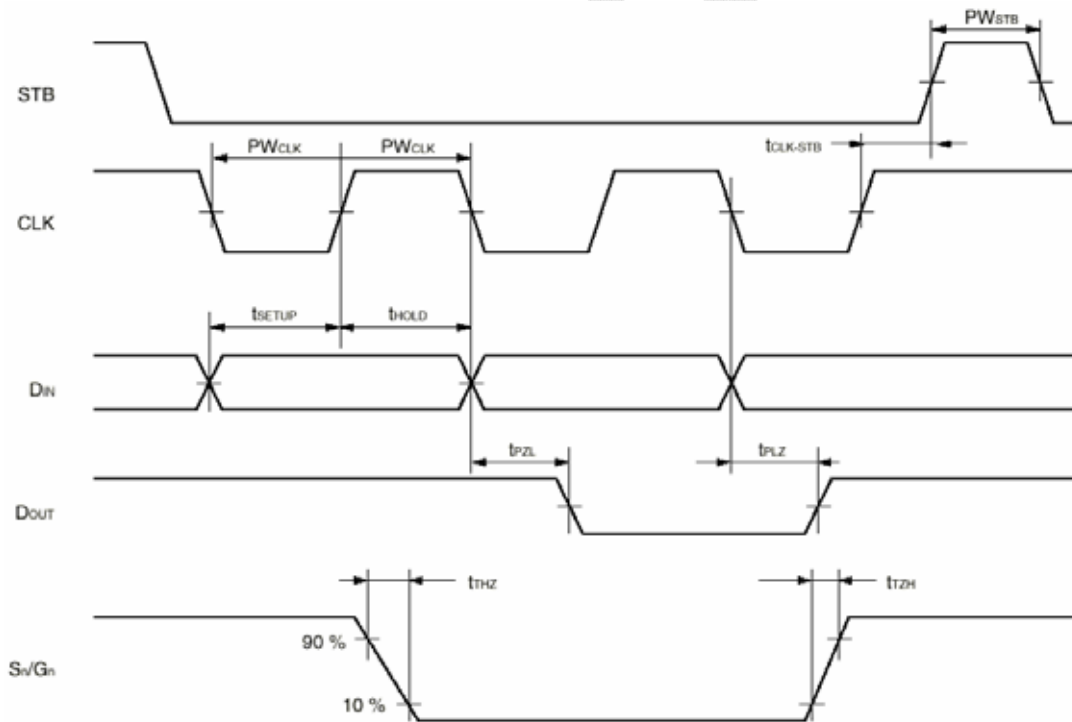 PWSTB
STB
PWCLK PWCLK
tCLK-STB
CLK
tSETUP tHOLD
DIN
tPZL tPLZ
DOUT
tTHZ tTZH
90 %
Sn/Gn
10 %